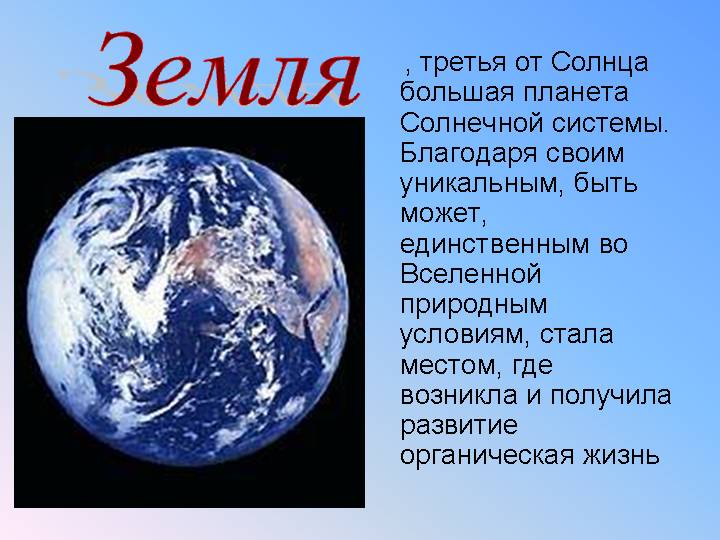 Земля
, третья от Солнца
большая планета
Солнечной системы.
Благодаря своим
уникальным, быть
может,
единственным во
Вселенной
природным
условиям, стала
местом, где
возникла и получила
развитие
органическая жизнь